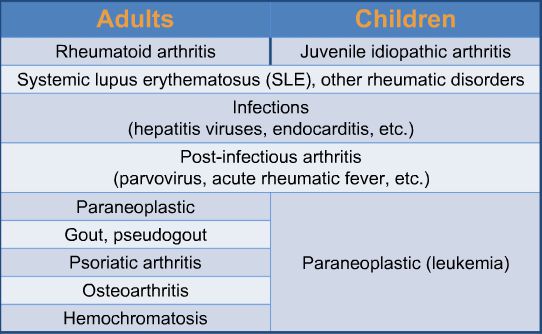 Adults Children
Rheumatoid arthritis Juvenile idiopathic arthritis
Systemic lupus erythematosus (SLE), other rheumatic disorders
Infections
(hepatitis viruses, endocarditis, etc.)
Post-infectious arthritis
(parvovirus, acute rheumatic fever, etc.)
Paraneoplastic
Gout, pseudogout
Psoriatic arthritis
Osteoarthritis
Hemochromatosis
Paraneoplastic (leukemia)